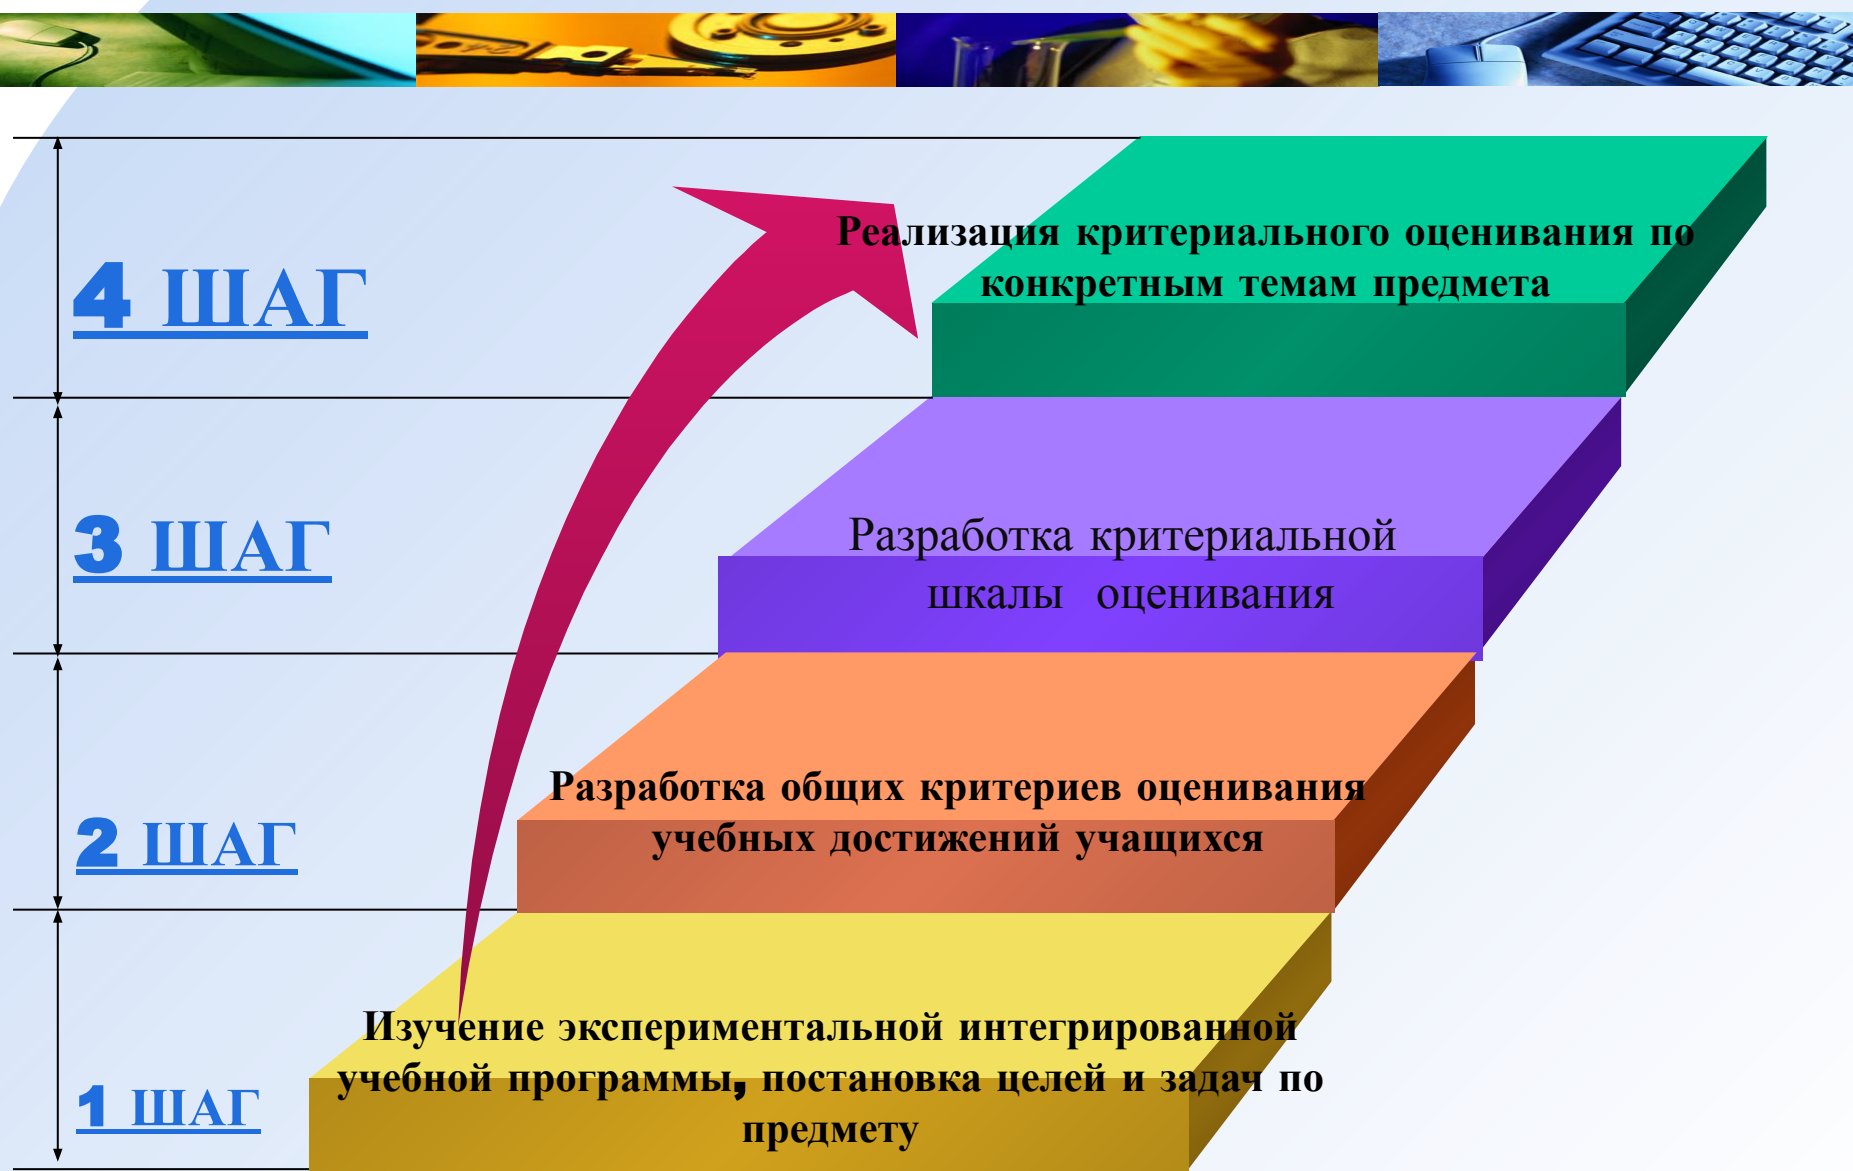 4 ШАГ
Реализация критериального оценивания по
конкретным темам предмета
3 ШАГ
Разработка критериальной
шкалы оценивания
2 ШАГ
Разработка общих критериев оценивания
учебных достижений учащихся
1 ШАГ
Изучение экспериментальной интегрированной
учебной программы, постановка целей и задач по
предмету